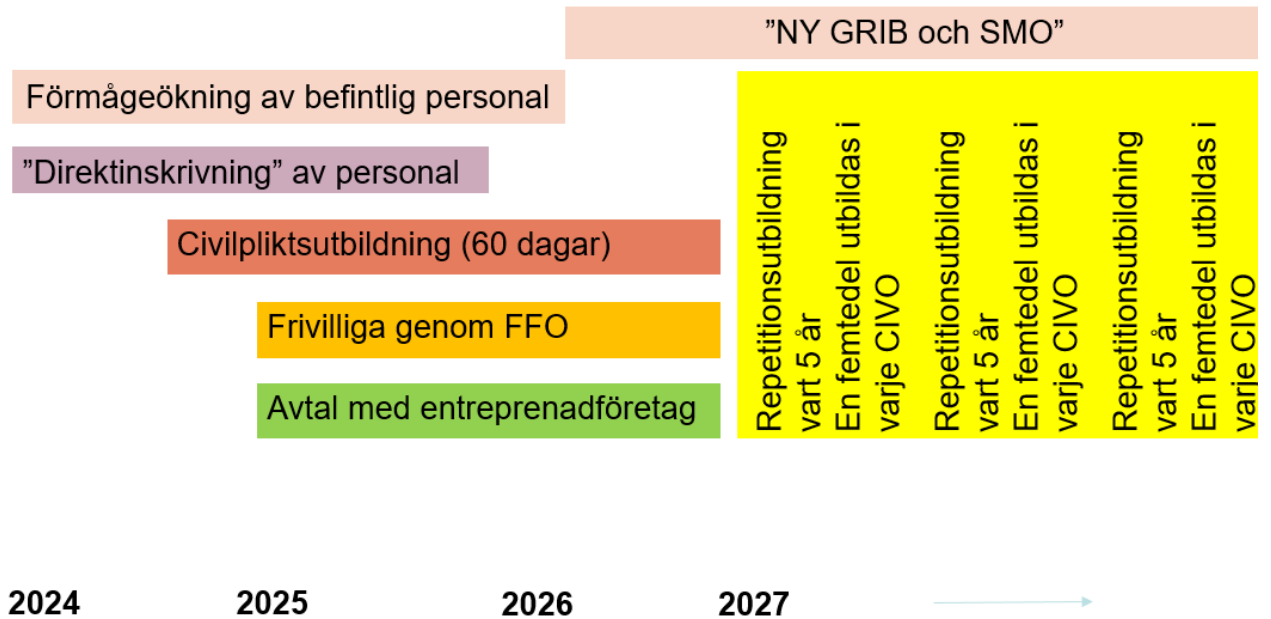 ”NY GRIB och SMO”
Förmågeökning av befintlig personal
”Direktinskrivning” av personal
Civilpliktsutbildning (60 dagar)
Frivilliga genom FFO
Avtal med entreprenadföretag
Repetitionsutbildning
vart 5 år
En femtedel utbildas i
varje CIVO
Repetitionsutbildning
vart 5 år
En femtedel utbildas i
varje CIVO
Repetitionsutbildning
vart 5 år
En femtedel utbildas i
varje CIVO
2024 2025 2026 2027